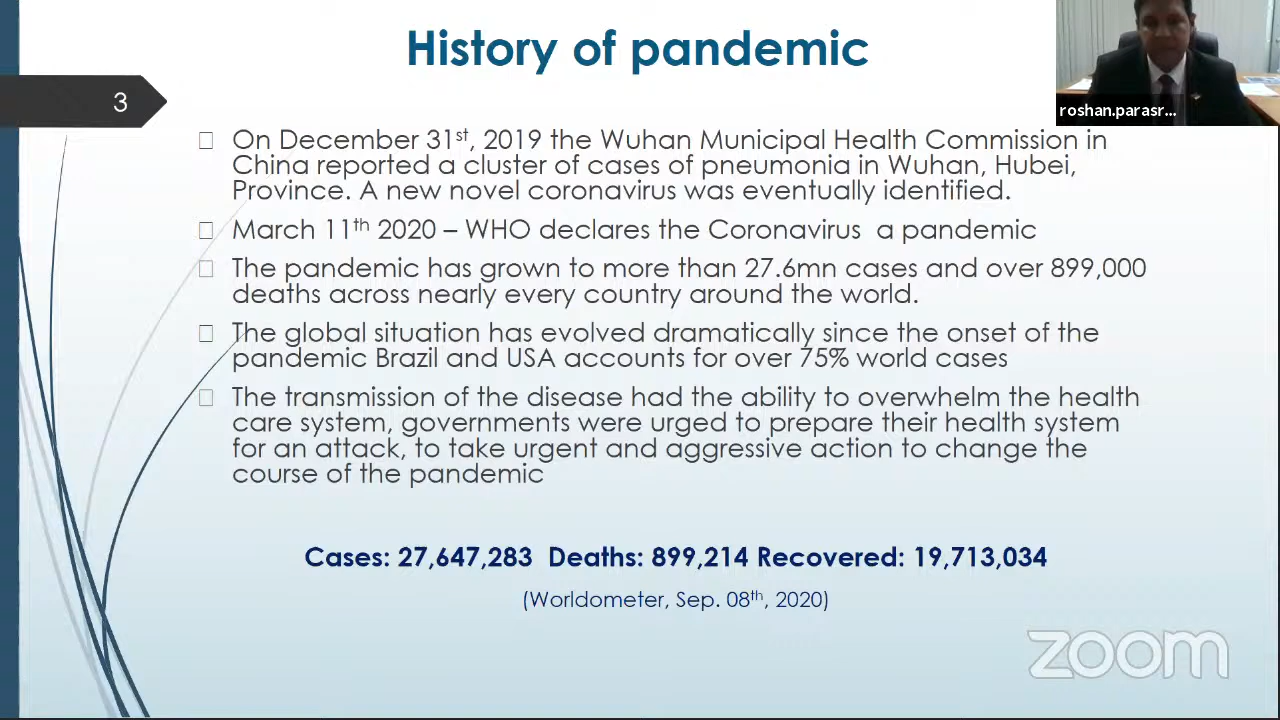 History of pandemic
3
roshan.parasr...
On December 31st, 2019 the Wuhan Municipal Health Commission in
China reported a cluster of cases of pneumonia in Wuhan, Hubei,
Province. A new novel coronavirus was eventually identified.
March 11th 2020 – WHO declares the Coronavirus a pandemic
The pandemic has grown to more than 27.6mn cases and over 899,000
deaths across nearly every country around the world.
The global situation has evolved dramatically since the onset of the
pandemic Brazil and USA accounts for over 75% world cases
The transmission of the disease had the ability to overwhelm the health
care system, governments were urged to prepare their health system
for an attack, to take urgent and aggressive action to change the
course of the pandemic
Cases: 27,647,283 Deaths: 899,214 Recovered: 19,713,034
(Worldometer, Sep. 08th, 2020)
zoom